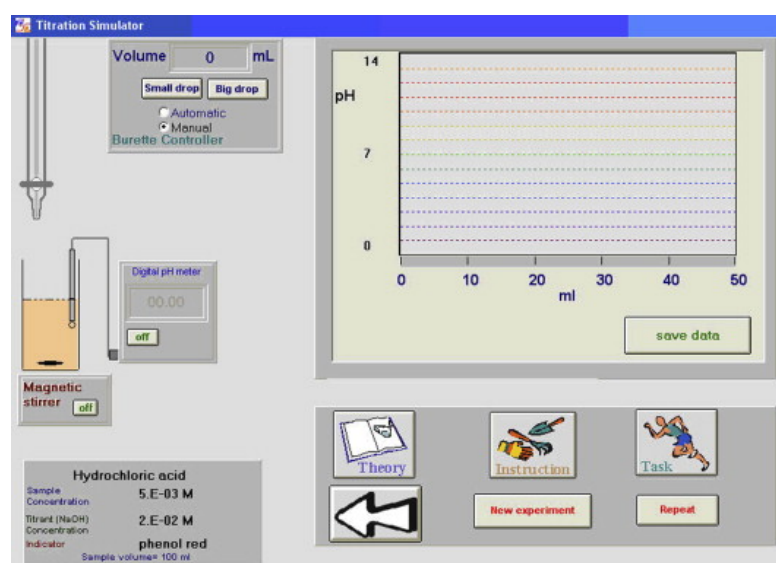 Titration Simulator
Volume 0 mL
Small drop Big drop
Automatic
Manual
Burette Controller
Digital pH meter
00.00
off
Magnetic
stirrer off
Hydrochloric acid
Sample
Concentration 5.E-03 M
Titrant (NaOH)
Concentration 2.E-02 M
Indicator phenol red
Sample volume= 100 ml
14
pH
7
0
0 10 20 30 40 50
ml
save data
Theory Instruction Task
New experiment Repeat